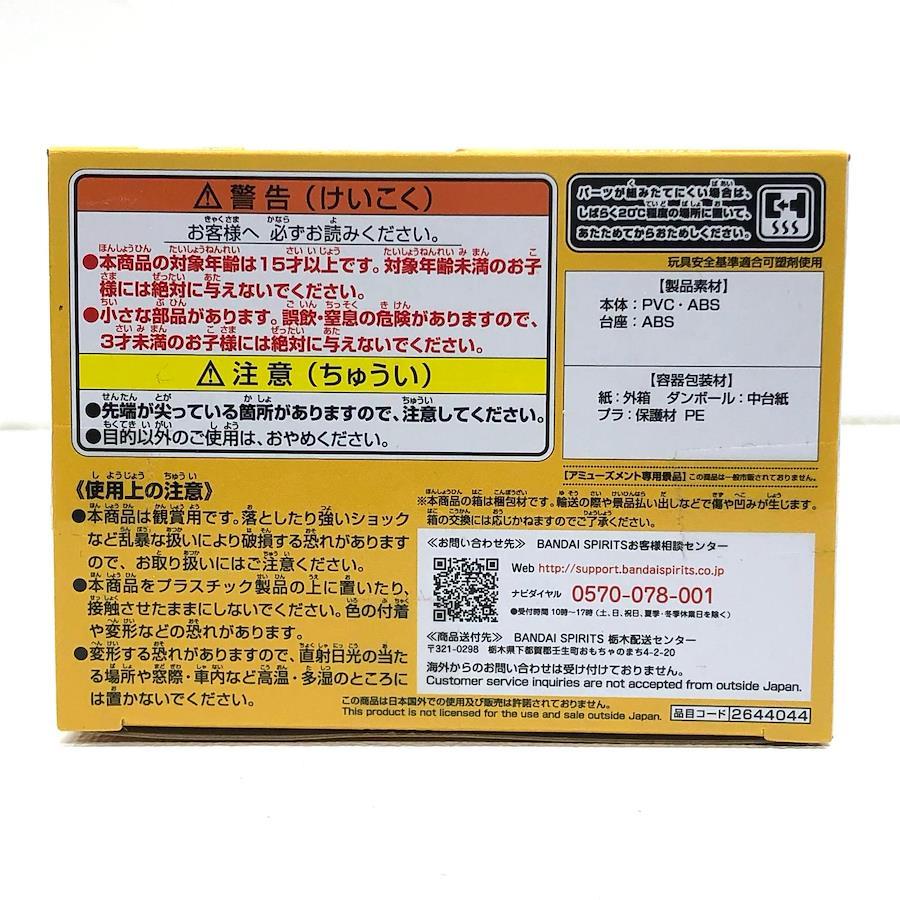 ⚠警告（けいこく）
お客様へ 必ずお読みください。
●本商品の対象年齢は15才以上です。対象年齢未満のお子
様には絶対に与えないでください。
●小さな部品があります。誤飲・窒息の危険がありますので、
3才未満のお子様には絶対に与えないでください。
⚠注意（ちゅうい）
●先端が尖っている箇所がありますので、注意してください。
●目的以外のご使用は、おやめください。
《使用上の注意》
●本商品は観賞用です。落としたり強いショック
など乱暴な扱いにより破損する恐れがあります
ので、お取り扱いにはご注意ください。
●本商品をプラスチック製品の上に置いたり、
接触させたままにしないでください。色の付着
や変形などの恐れがあります。
●変形する恐れがありますので、直射日光の当た
る場所や窓際・車内など高温・多湿のところに
は置かないでください。
パーツが組みたてにくい場合は、
しばらく20℃程度の場所に置いて、
あたためてからおためしください。
玩具安全基準適合可塑剤使用
【製品素材】
本体：PVC・ABS
台座：ABS
【容器包装材】
紙：外箱 ダンボール：中台紙
プラ：保護材 PE
【アミューズメント専用景品】この商品は一般市販されておりません。
※本商品の箱は梱包材です。輸送の際や景品払い出しなどで傷や凹みが生じます。
箱の交換には応じかねますのでご了承ください。
≪お問い合わせ先≫ BANDAI SPIRITSお客様相談センター
Web http://support.bandaispirits.co.jp
ナビダイヤル 0570-078-001
●受付時間 10時～17時（土、日、祝日、夏季・冬季休業日を除く）
≪商品送付先≫ BANDAI SPIRITS 栃木配送センター
〒321-0298 栃木県下都賀郡壬生町おもちゃのまち4-2-20
海外からのお問い合わせは受け付けておりません。
Customer service inquiries are not accepted from outside Japan.
この商品は日本国外での使用及び販売は許諾されておりません。
This product is not licensed for the use and sale outside Japan.
品目コード 2644044